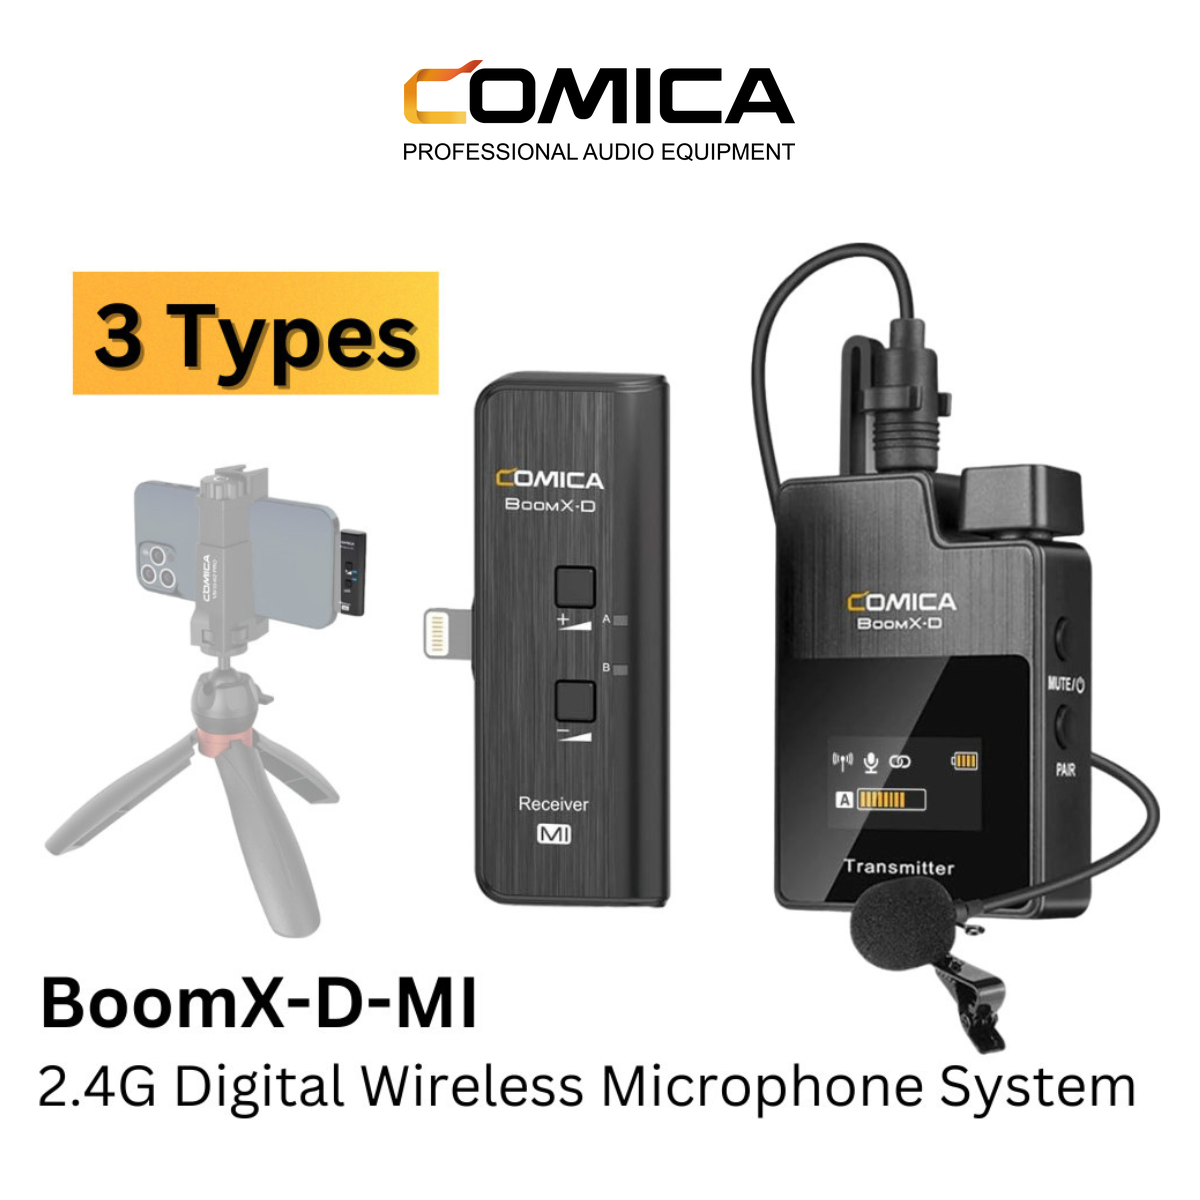 COMICA
PROFESSIONAL AUDIO EQUIPMENT
3 Types
COMICA
COMICA
BoomX-D
+
A
B
−
Receiver
MI
COMICA
BoomX-D
MUTE/
PAIR
A
Transmitter
BoomX-D-MI
2.4G Digital Wireless Microphone System